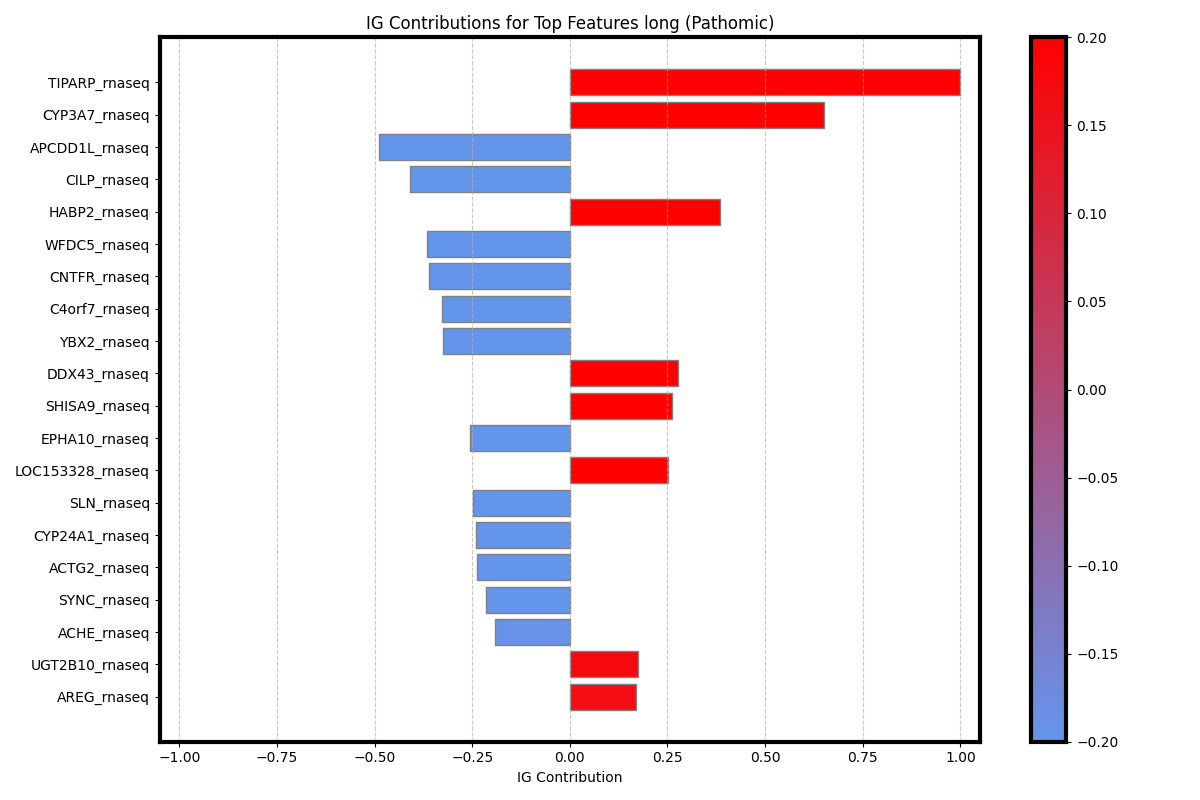 IG Contributions for Top Features long (Pathomic)
TIPARP_rnaseq
CYP3A7_rnaseq
APCDD1L_rnaseq
CILP_rnaseq
HABP2_rnaseq
WFDC5_rnaseq
CNTFR_rnaseq
C4orf7_rnaseq
YBX2_rnaseq
DDX43_rnaseq
SHISA9_rnaseq
EPHA10_rnaseq
LOC153328_rnaseq
SLN_rnaseq
CYP24A1_rnaseq
ACTG2_rnaseq
SYNC_rnaseq
ACHE_rnaseq
UGT2B10_rnaseq
AREG_rnaseq
−1.00 −0.75 −0.50 −0.25 0.00 0.25 0.50 0.75 1.00
IG Contribution
0.20
0.15
0.10
0.05
0.00
−0.05
−0.10
−0.15
−0.20